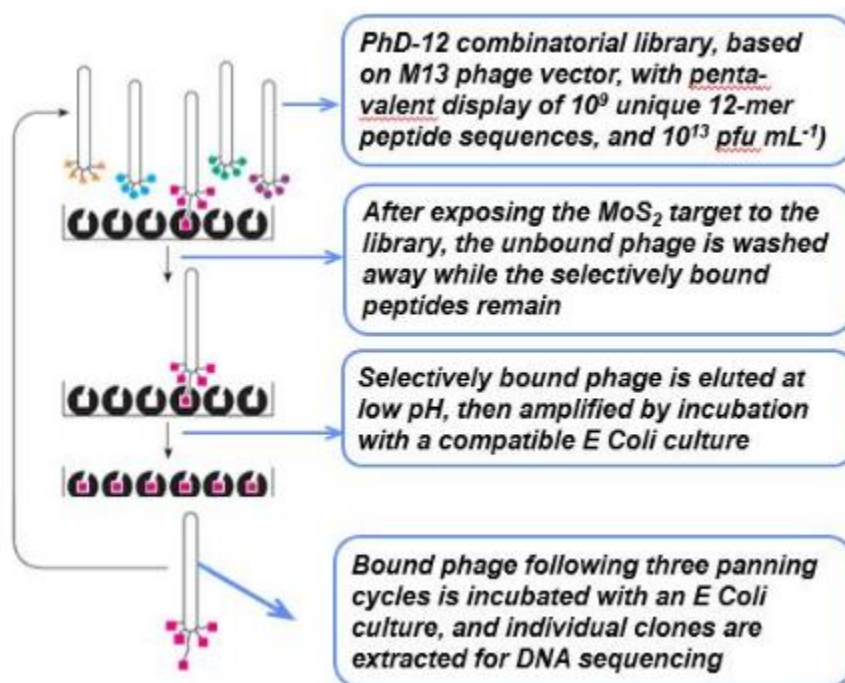 PhD-12 combinatorial library, based
on M13 phage vector, with penta-
valent display of 10⁹ unique 12-mer
peptide sequences, and 10¹³ pfu mL⁻¹)
After exposing the MoS₂ target to the
library, the unbound phage is washed
away while the selectively bound
peptides remain
Selectively bound phage is eluted at
low pH, then amplified by incubation
with a compatible E Coli culture
Bound phage following three panning
cycles is incubated with an E Coli
culture, and individual clones are
extracted for DNA sequencing